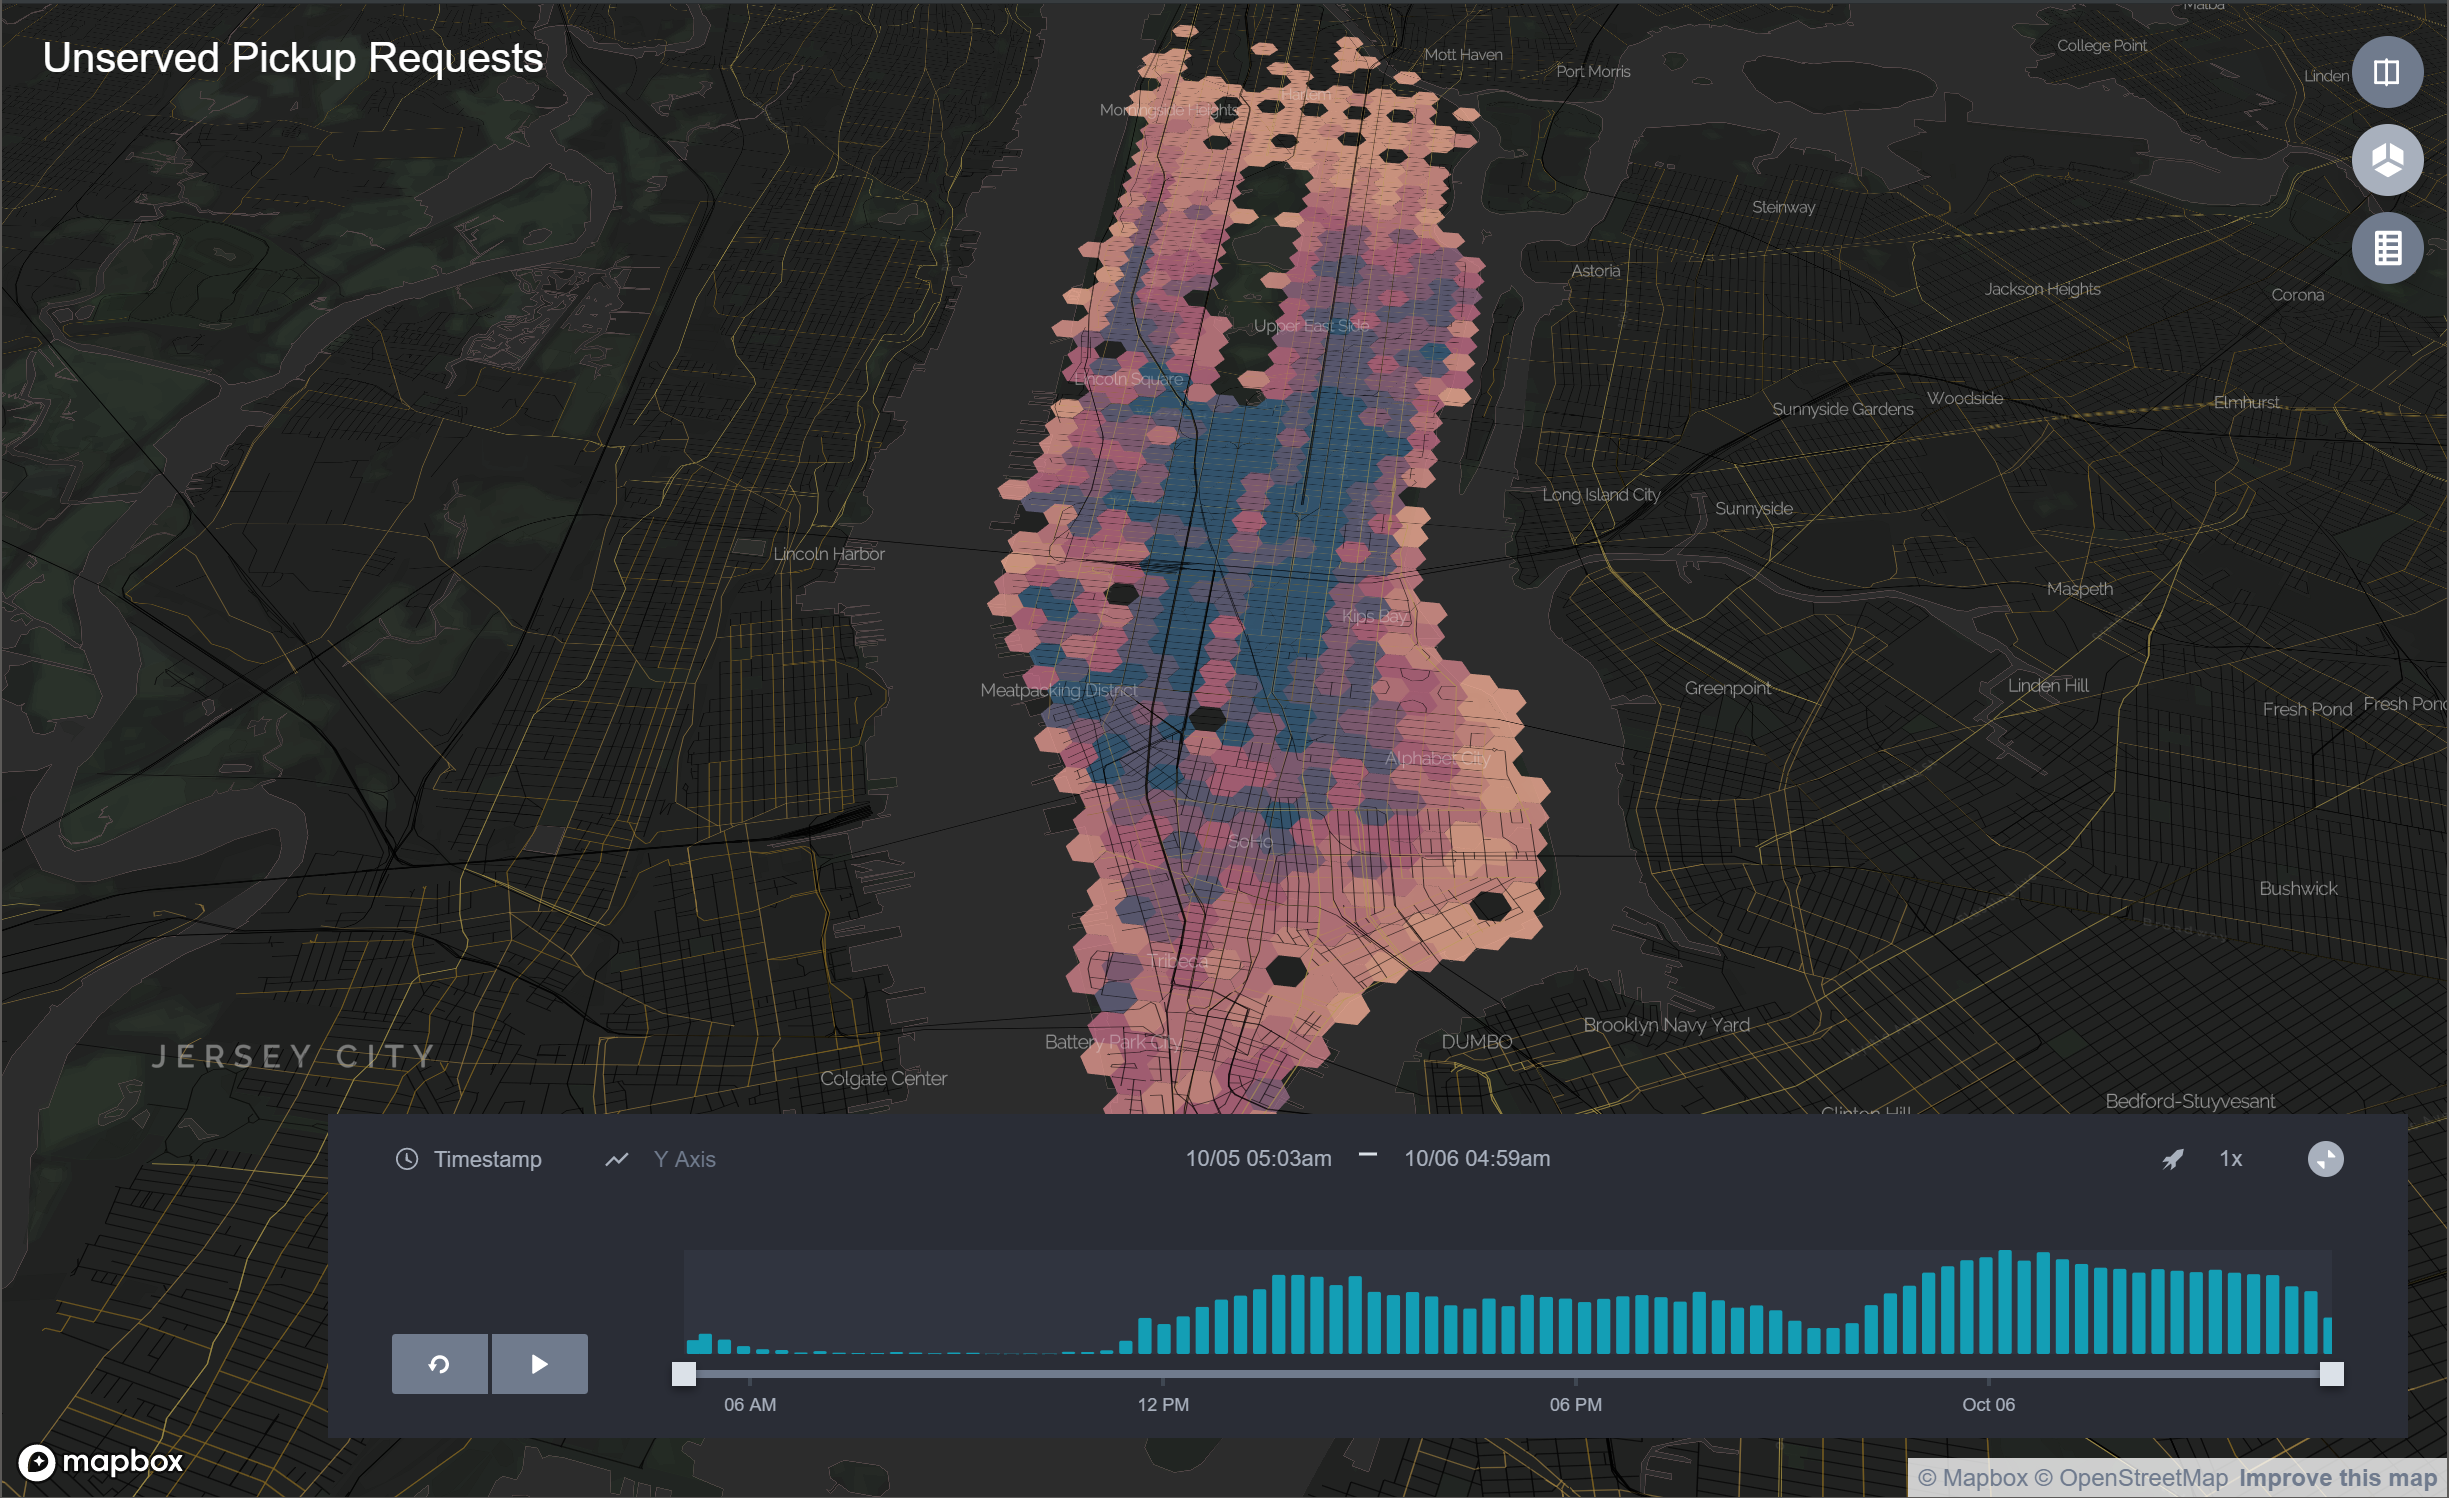 Unserved Pickup Requests
Malba
College Point
Linden
Mott Haven
Port Morris
Harlem
Morningside Heights
Steinway
Astoria
Jackson Heights
Corona
Upper East Side
Lincoln Square
Sunnyside Gardens
Woodside
Elmhurst
Long Island City
Sunnyside
Lincoln Harbor
Maspeth
Kips Bay
Meatpacking District
Greenpoint
Linden Hill
Fresh Pond
Fresh Pond
Alphabet City
SoHo
Bushwick
Broadway
Tribeca
Brooklyn Navy Yard
Battery Park City
DUMBO
JERSEY CITY
Colgate Center
Bedford-Stuyvesant
Clinton Hill
Timestamp
Y Axis
10/05 05:03am – 10/06 04:59am
1x
06 AM
12 PM
06 PM
Oct 06
mapbox
© Mapbox © OpenStreetMap Improve this map